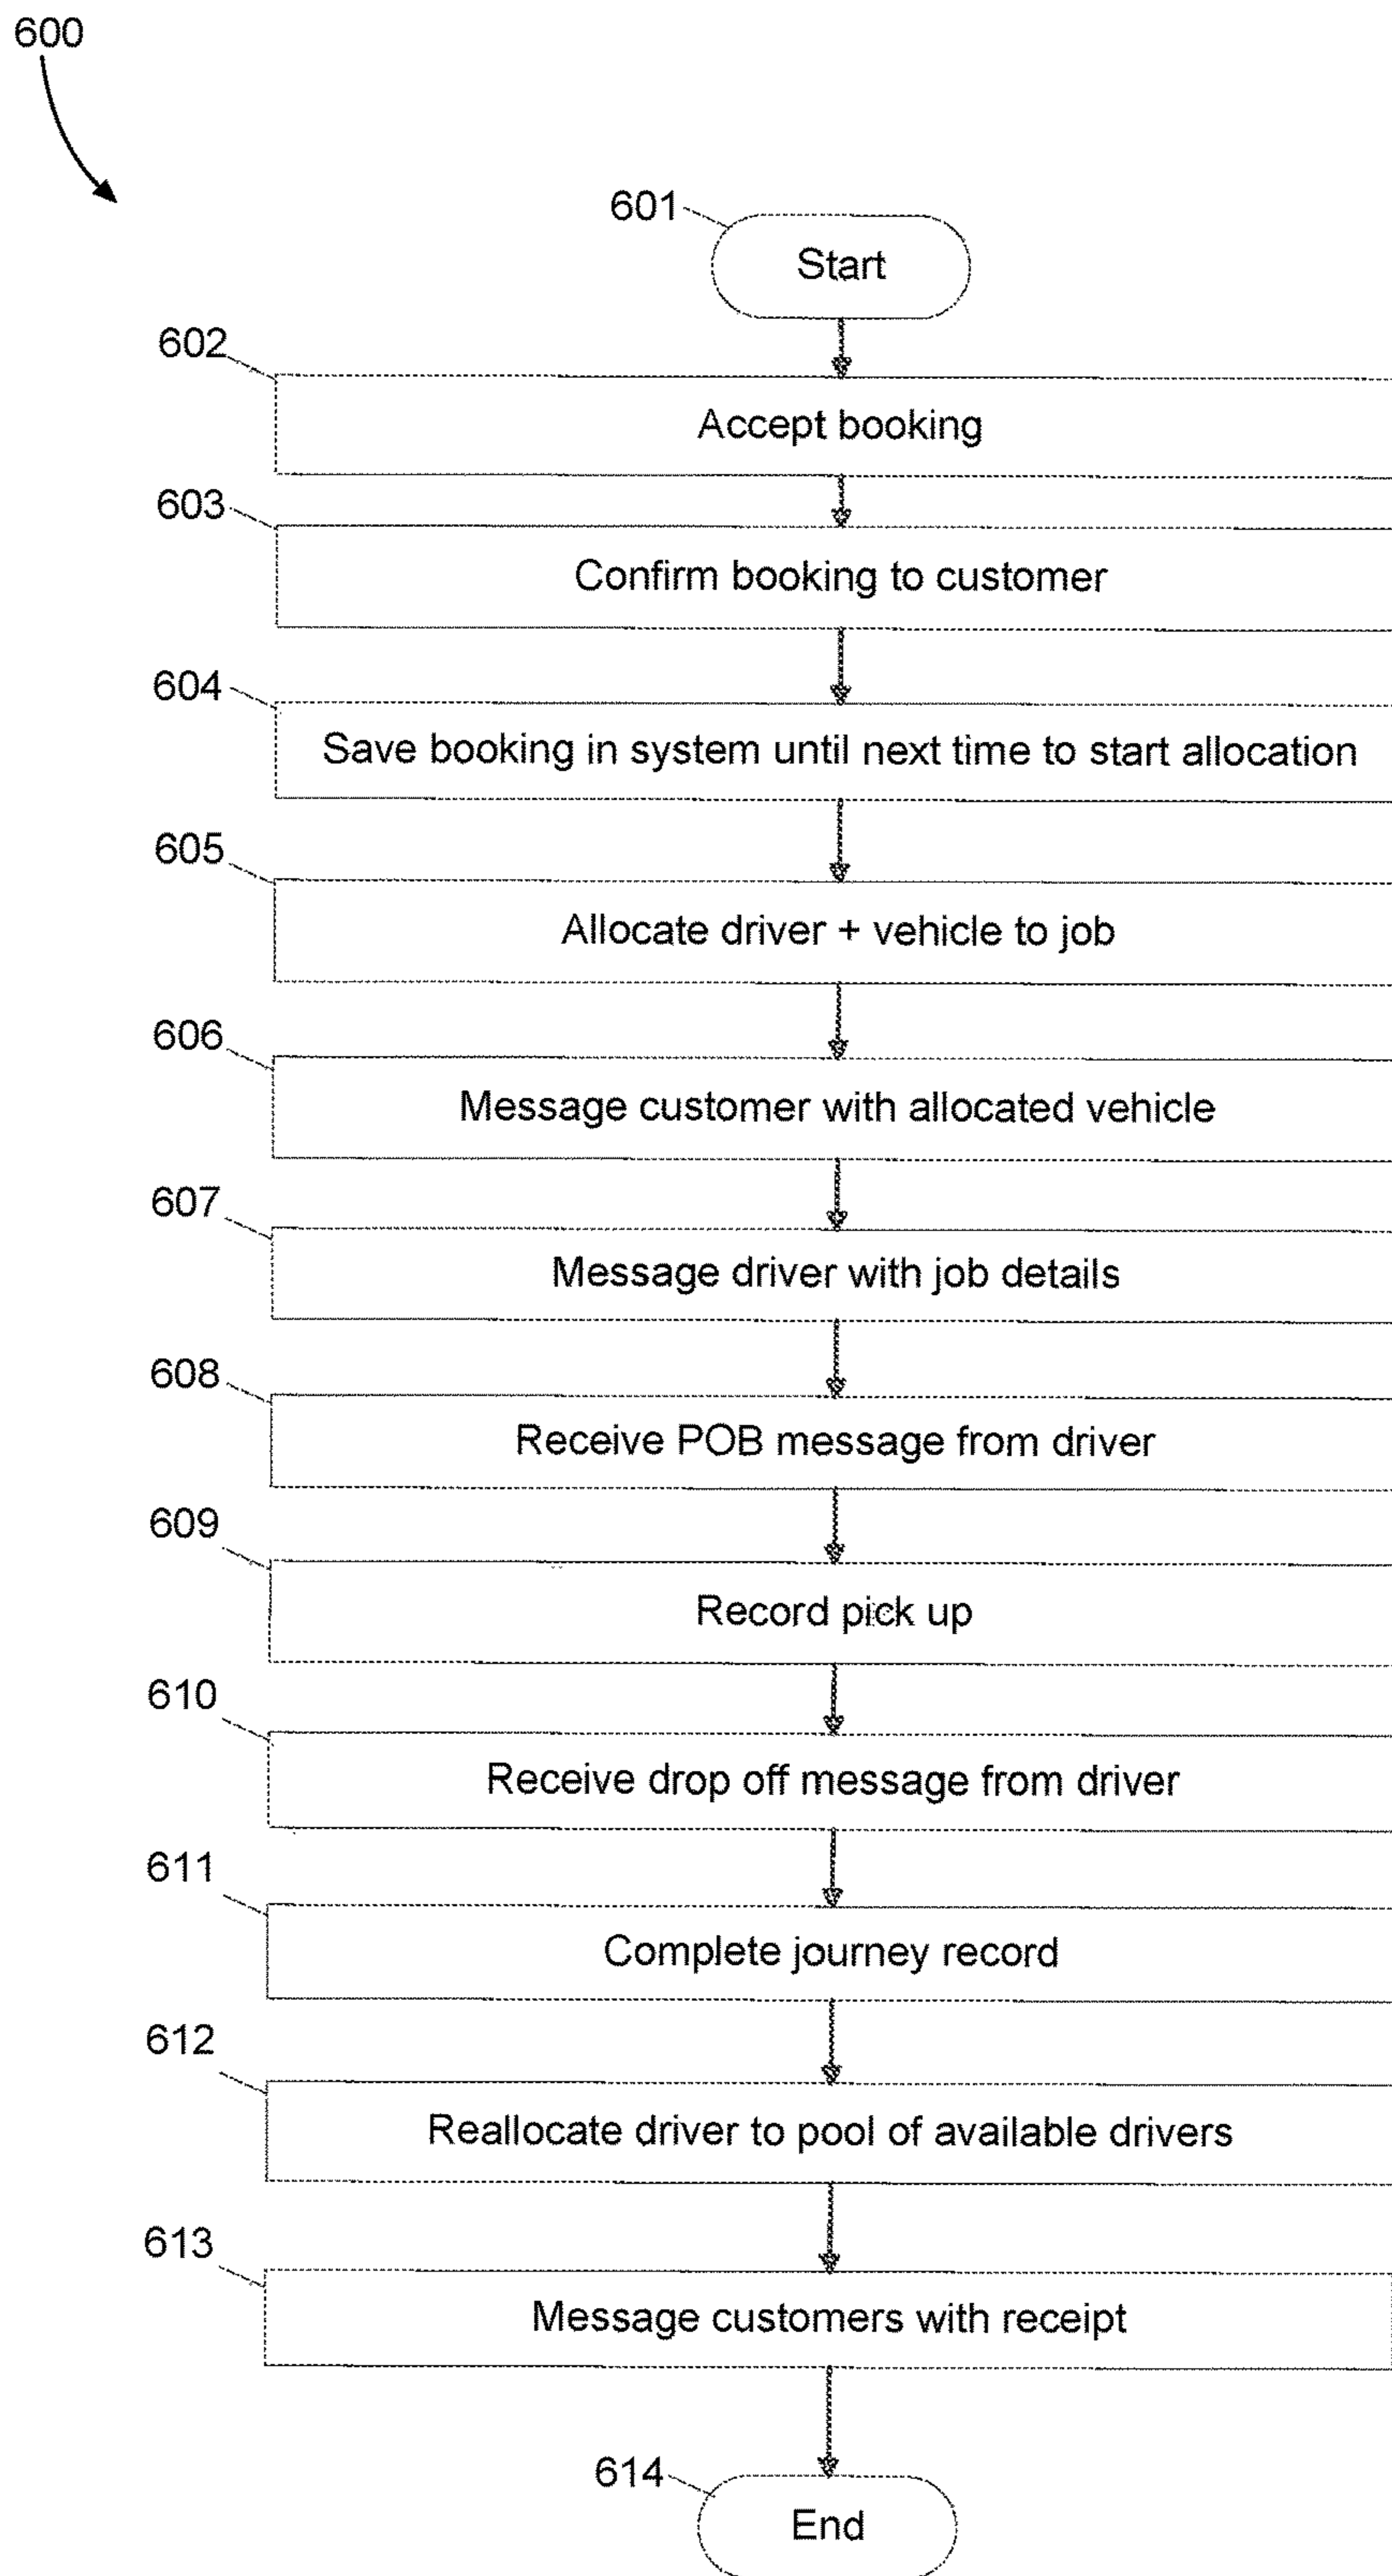 600
601
Start
602
Accept booking
603
Confirm booking to customer
604
Save booking in system until next time to start allocation
605
Allocate driver + vehicle to job
606
Message customer with allocated vehicle
607
Message driver with job details
608
Receive POB message from driver
609
Record pick up
610
Receive drop off message from driver
611
Complete journey record
612
Reallocate driver to pool of available drivers
613
Message customers with receipt
614
End